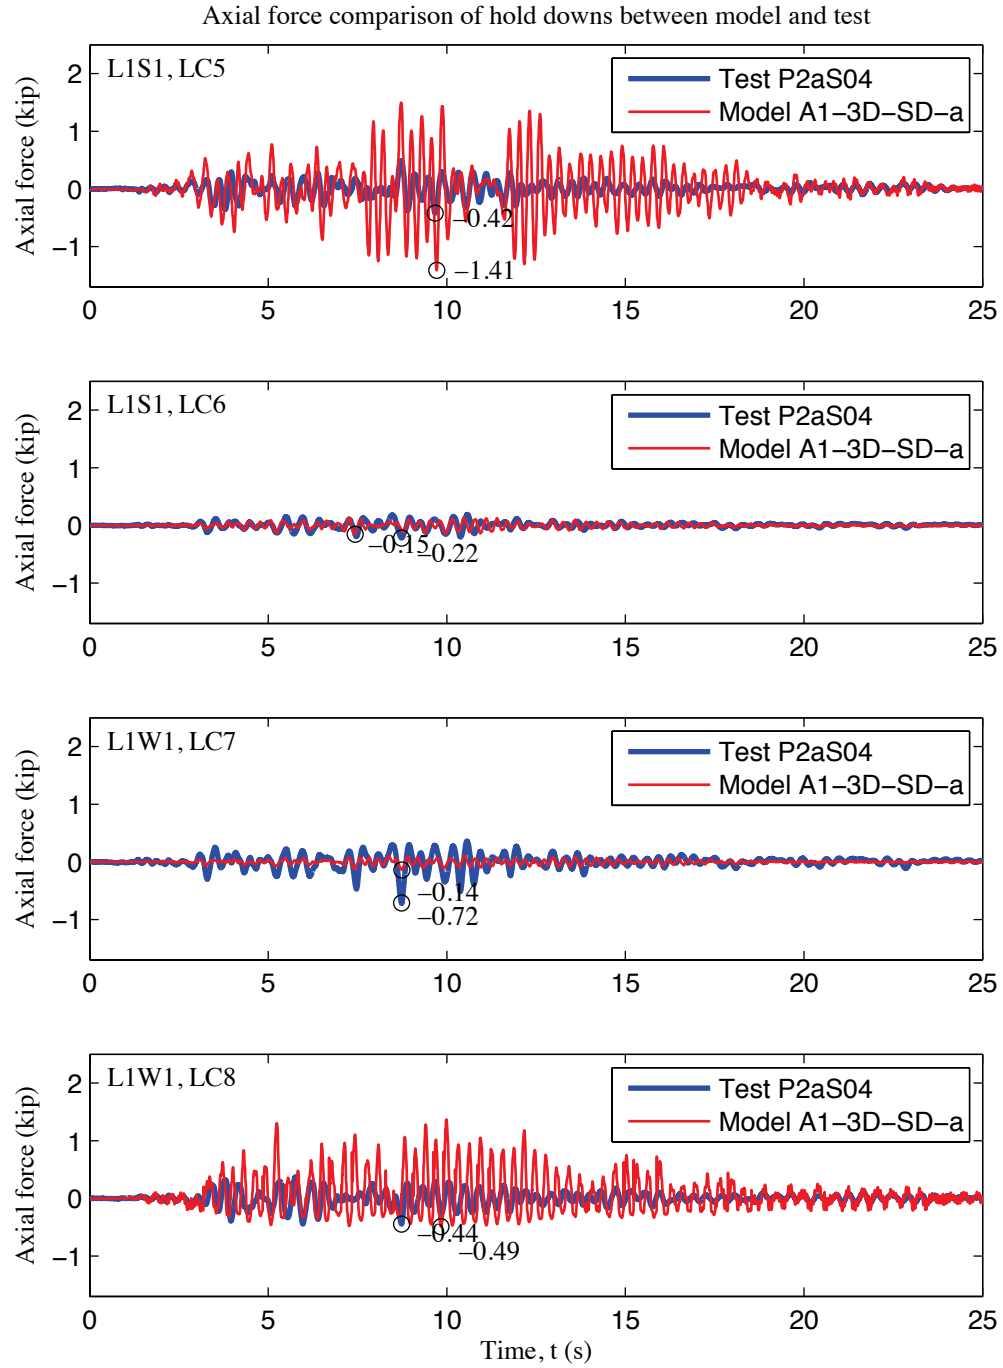 Axial force comparison of hold downs between model and test
L1S1, LC5
Test P2aS04
Model A1−3D−SD−a
Axial force (kip)
2
1
0
−1
−0.42
−1.41
0 5 10 15 20 25
L1S1, LC6
Test P2aS04
Model A1−3D−SD−a
Axial force (kip)
2
1
0
−1
−0.15
−0.22
0 5 10 15 20 25
L1W1, LC7
Test P2aS04
Model A1−3D−SD−a
Axial force (kip)
2
1
0
−1
−0.14
−0.72
0 5 10 15 20 25
L1W1, LC8
Test P2aS04
Model A1−3D−SD−a
Axial force (kip)
2
1
0
−1
−0.44
−0.49
0 5 10 15 20 25
Time, t (s)